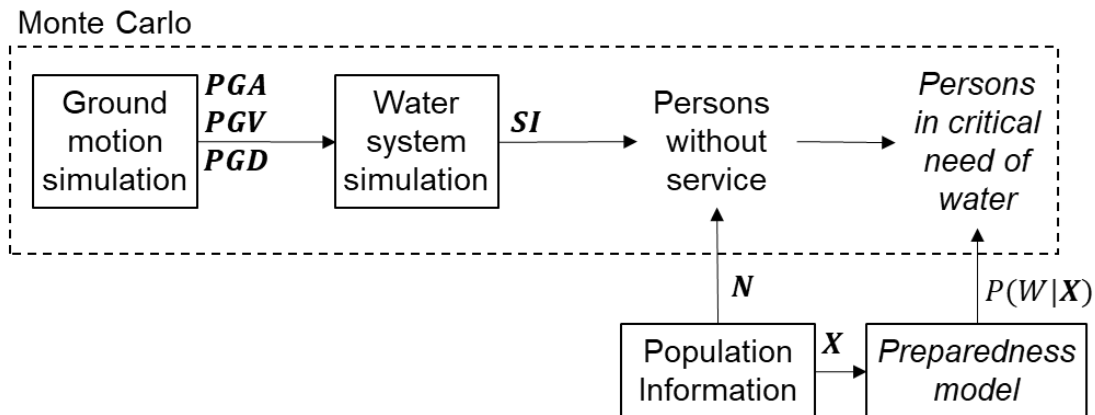 Monte Carlo
Ground
motion
simulation
PGA
PGV
PGD
Water
system
simulation
SI
Persons
without
service
Persons
in critical
need of
water
N
P(W|X)
Population
Information
X
Preparedness
model